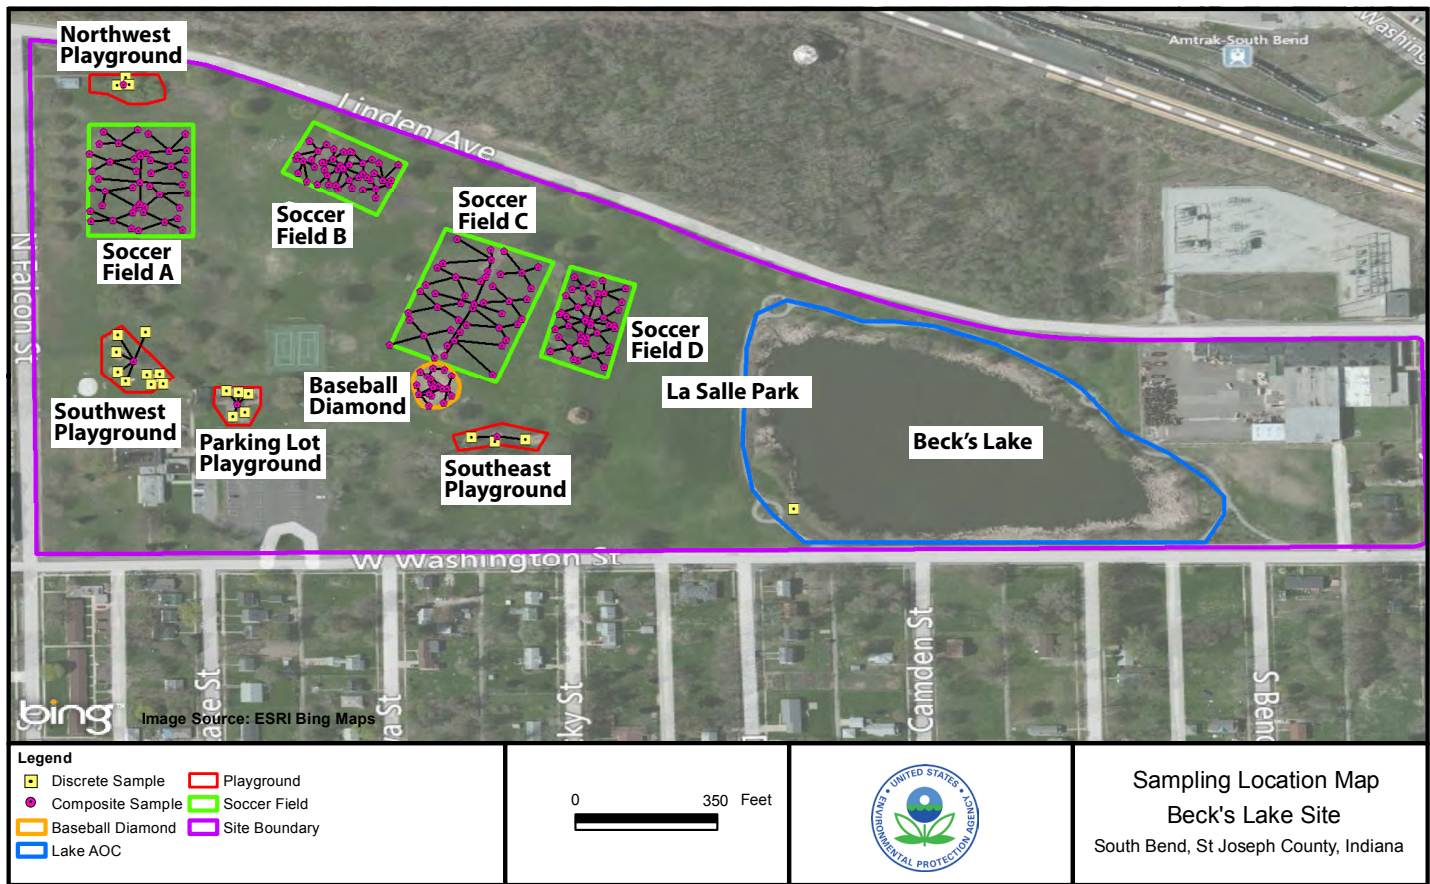 Northwest
Playground
Amtrak-South Bend
Linden Ave
Soccer
Field B
Soccer
Field C
Soccer
Field A
N Falcon St
Soccer
Field D
Baseball
Diamond
La Salle Park
Southwest
Playground
Parking Lot
Playground
Beck's Lake
Southeast
Playground
W Washington St
Camden St
bing
Image Source: ESRI Bing Maps
Legend
Discrete Sample
Playground
Composite Sample
Soccer Field
Baseball Diamond
Site Boundary
Lake AOC
0 350 Feet
UNITED STATES
ENVIRONMENTAL PROTECTION AGENCY
Sampling Location Map
Beck's Lake Site
South Bend, St Joseph County, Indiana